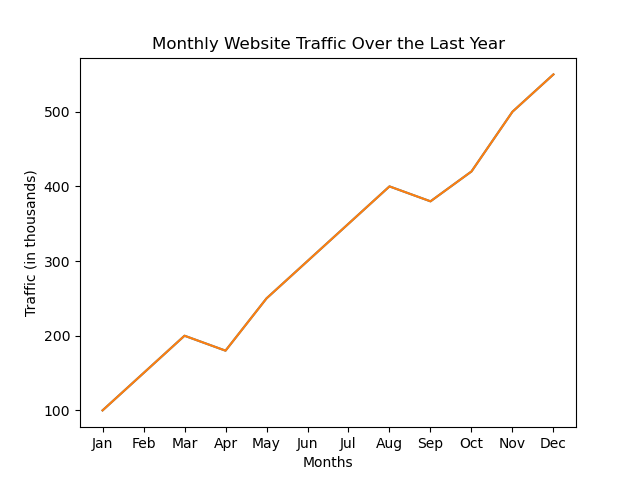 Monthly Website Traffic Over the Last Year
Traffic (in thousands)
500
400
300
200
100
Jan Feb Mar Apr May Jun Jul Aug Sep Oct Nov Dec
Months